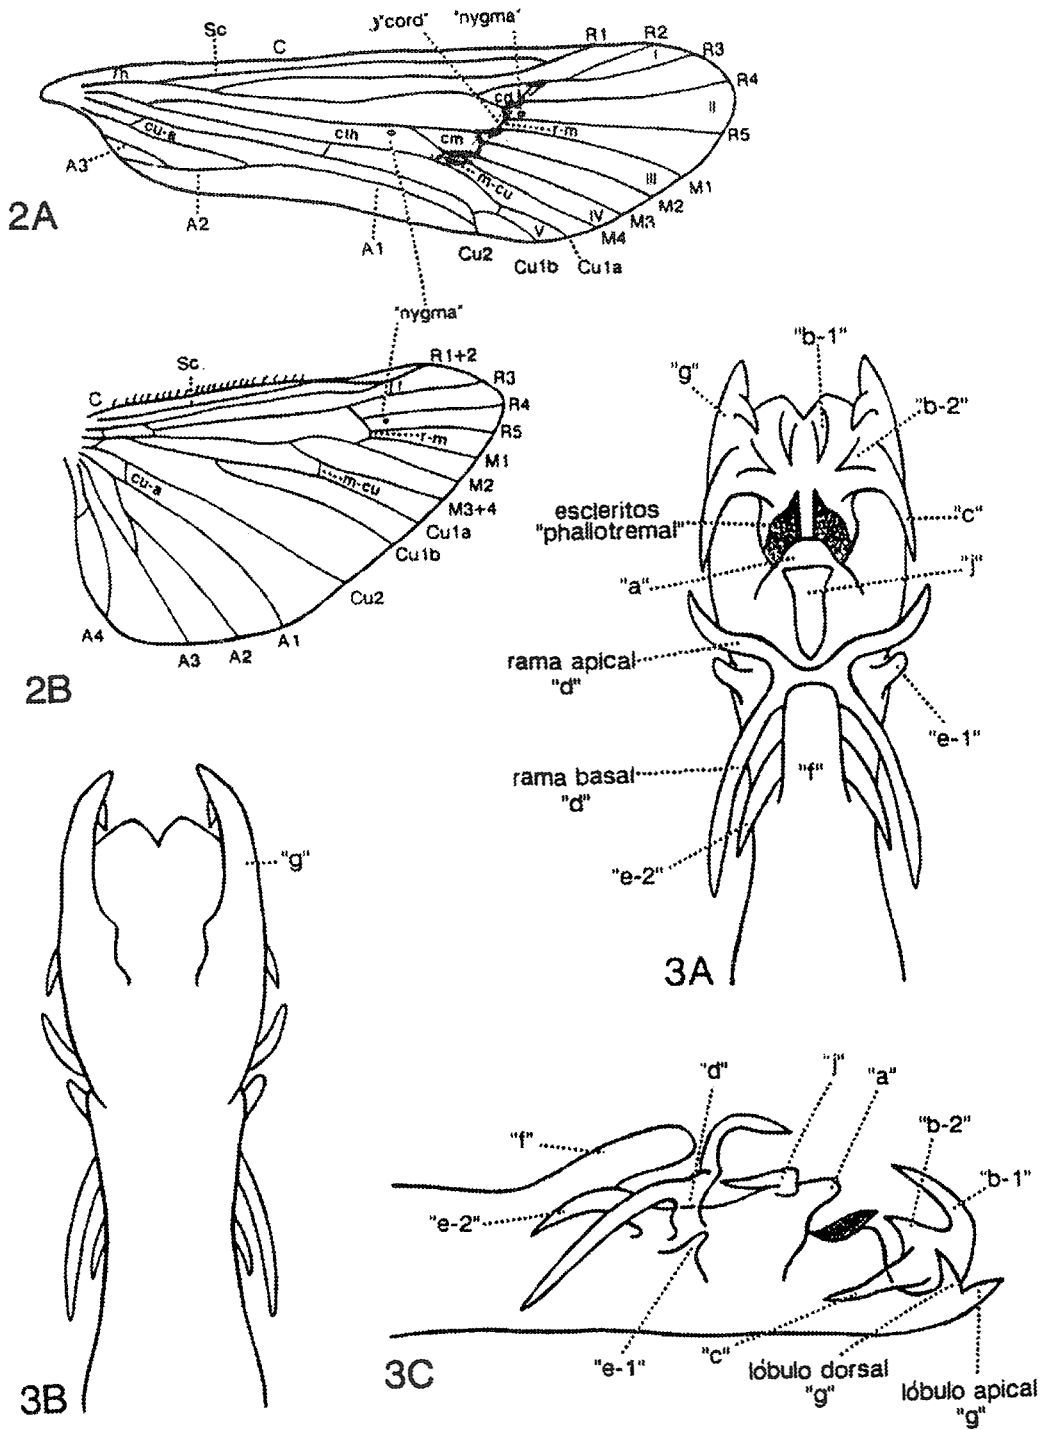 "cord" "nygma"
Sc C R1 R2 R3
I
R4
cd
II
r-m R5
cu-a clh cm
A3 m-cu III M1
M2
IV M3
2A A2 V M4
A1 Cu2
Cu1b Cu1a
"nygma"
Sc R1+2
C I R3
R4
R5
r-m
M1
cu-a m-cu M2
M3+4
Cu1a
Cu1b
Cu2
A4 A3 A2 A1
2B
"b-1"
"g"
"b-2"
escleritos
"phallotremal"
"c"
"a" "j"
rama apical
"d"
"e-1"
rama basal
"d"
"f"
"e-2"
3A
"g"
3B
"d" "j" "a"
"f" "b-2"
"b-1"
"e-2"
"e-1" "c"
lóbulo dorsal
"g"
lóbulo apical
"g"
3C